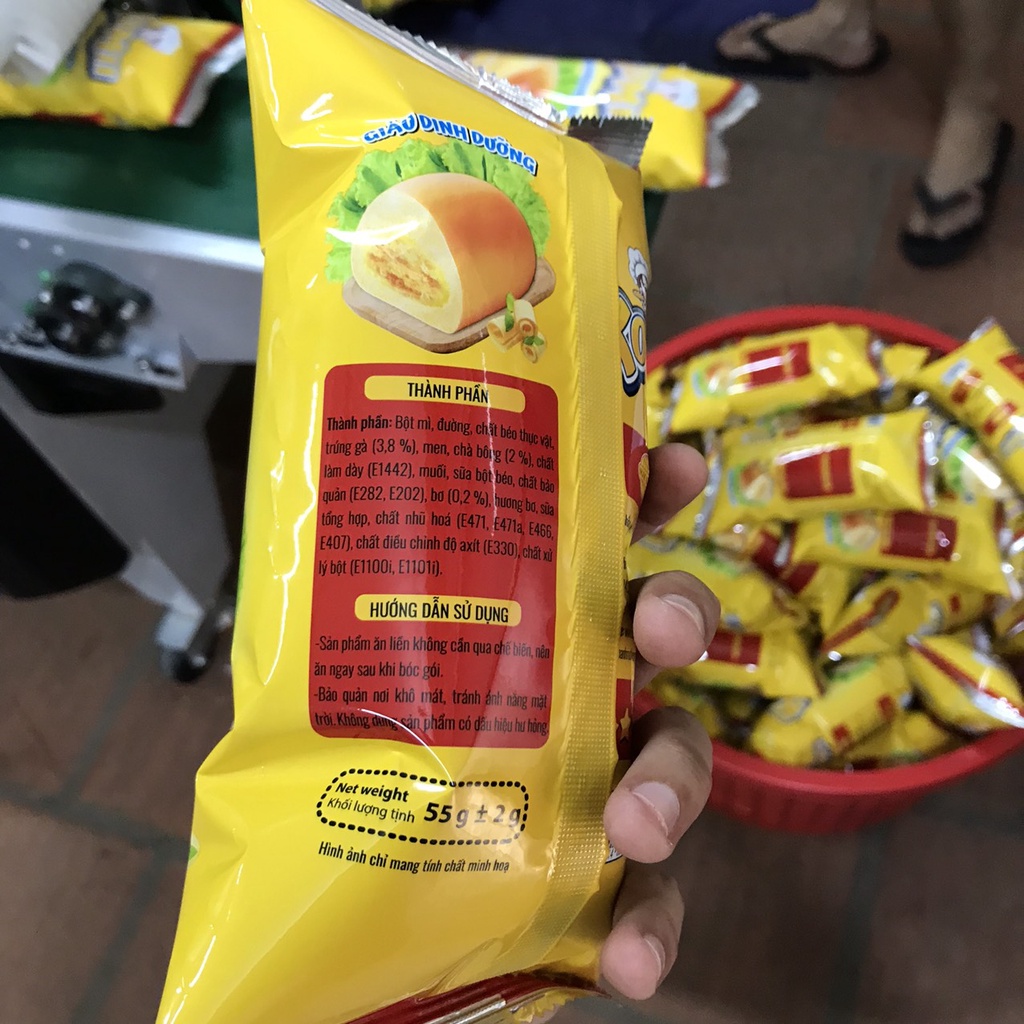 GIÀU DINH DƯỠNG
THÀNH PHẦN
Thành phần: Bột mì, đường, chất béo thực vật,
trứng gà (3,8 %), men, chà bông (2 %), chất
làm dày (E1442), muối, sữa bột béo, chất bảo
quản (E282, E202), bơ (0,2 %), hương bơ, sữa
tổng hợp, chất nhũ hoá (E471, E471a, E466,
E407), chất điều chỉnh độ axít (E330), chất xử
lý bột (E1100i, E1101i).
HƯỚNG DẪN SỬ DỤNG
-Sản phẩm ăn liền không cần qua chế biến, nên
ăn ngay sau khi bóc gói.
-Bảo quản nơi khô mát, tránh ánh nắng mặt
trời. Không dùng sản phẩm có dấu hiệu hư hỏng.
Net weight
Khối lượng tịnh 55 g ± 2 g
Hình ảnh chỉ mang tính chất minh hoạ